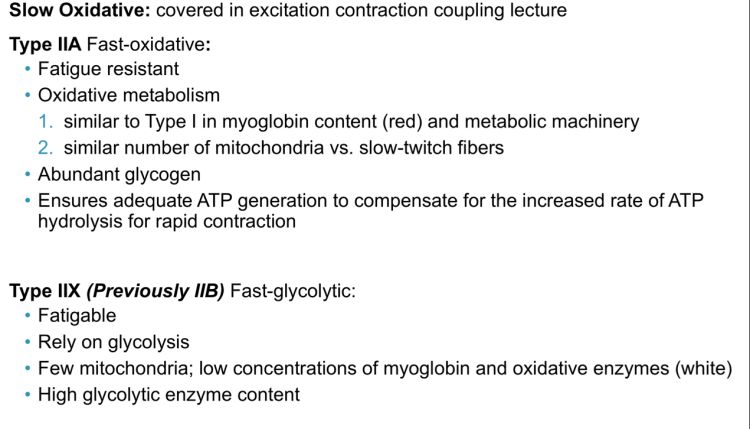 Slow Oxidative: covered in excitation contraction coupling lecture
Type IIA Fast-oxidative:
• Fatigue resistant
• Oxidative metabolism
1. similar to Type I in myoglobin content (red) and metabolic machinery
2. similar number of mitochondria vs. slow-twitch fibers
• Abundant glycogen
• Ensures adequate ATP generation to compensate for the increased rate of ATP
hydrolysis for rapid contraction
Type IIX (Previously IIB) Fast-glycolytic:
• Fatigable
• Rely on glycolysis
• Few mitochondria; low concentrations of myoglobin and oxidative enzymes (white)
• High glycolytic enzyme content